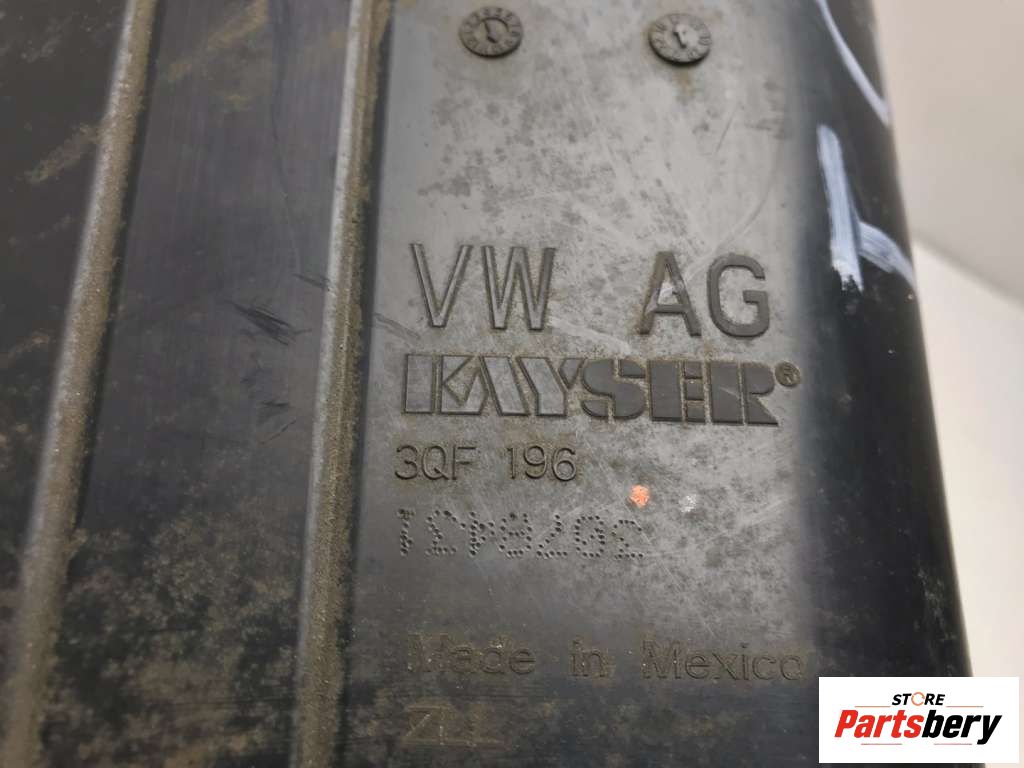 VW AG
KAYSER®
3QF 196
Made in Mexico
STORE
Partsbery